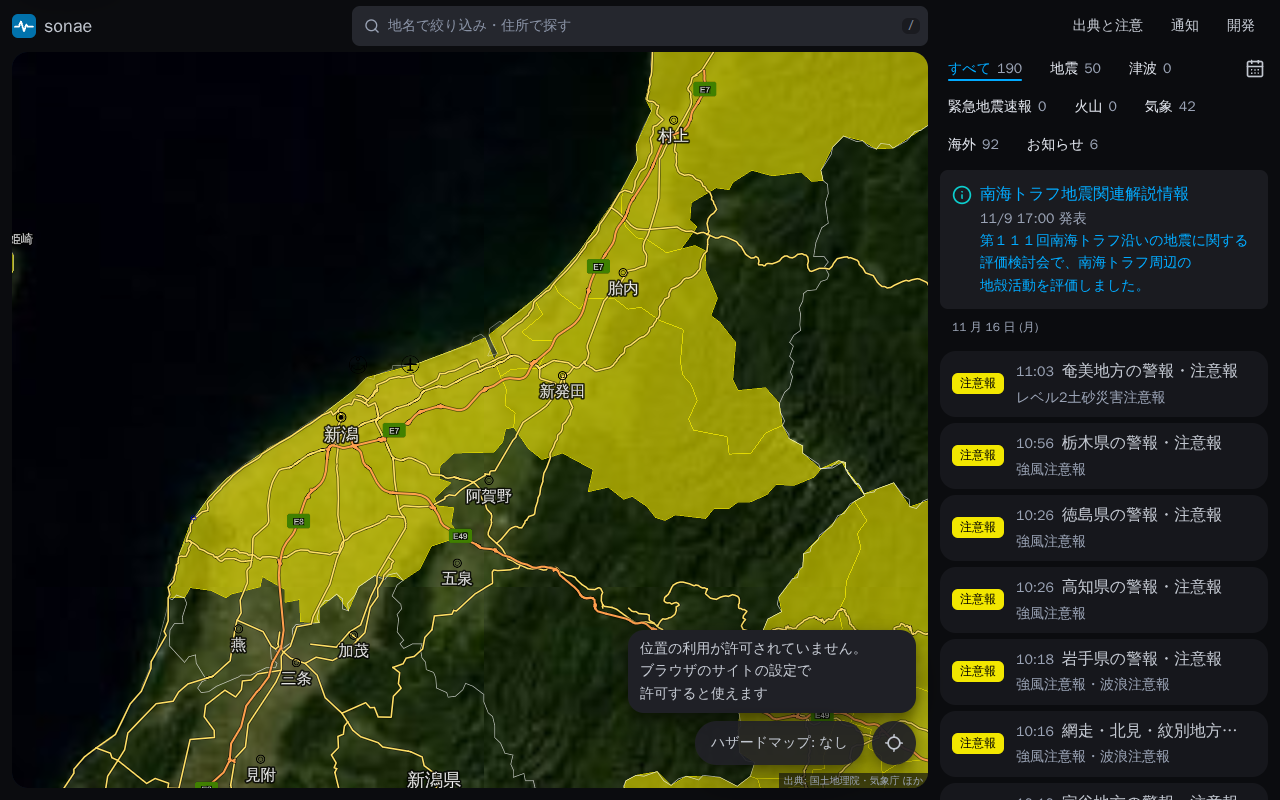 sonae
地名で絞り込み・住所で探す
/
出典と注意
通知
開発
すべて 190
地震 50
津波 0
緊急地震速報 0
火山 0
気象 42
海外 92
お知らせ 6
南海トラフ地震関連解説情報
11/9 17:00 発表
第１１１回南海トラフ沿いの地震に関する
評価検討会で、南海トラフ周辺の
地殻活動を評価しました。
11 月 16 日 (月)
注意報
11:03 奄美地方の警報・注意報
レベル2土砂災害注意報
注意報
10:56 栃木県の警報・注意報
強風注意報
注意報
10:26 徳島県の警報・注意報
強風注意報
注意報
10:26 高知県の警報・注意報
強風注意報
注意報
10:18 岩手県の警報・注意報
強風注意報・波浪注意報
注意報
10:16 網走・北見・紋別地方…
強風注意報・波浪注意報
E7
村上
姫崎
E7
胎内
新発田
新潟
E7
阿賀野
E8
E49
五泉
燕
加茂
三条
見附
新潟県
E49
位置の利用が許可されていません。
ブラウザのサイトの設定で
許可すると使えます
ハザードマップ: なし
出典: 国土地理院・気象庁 ほか